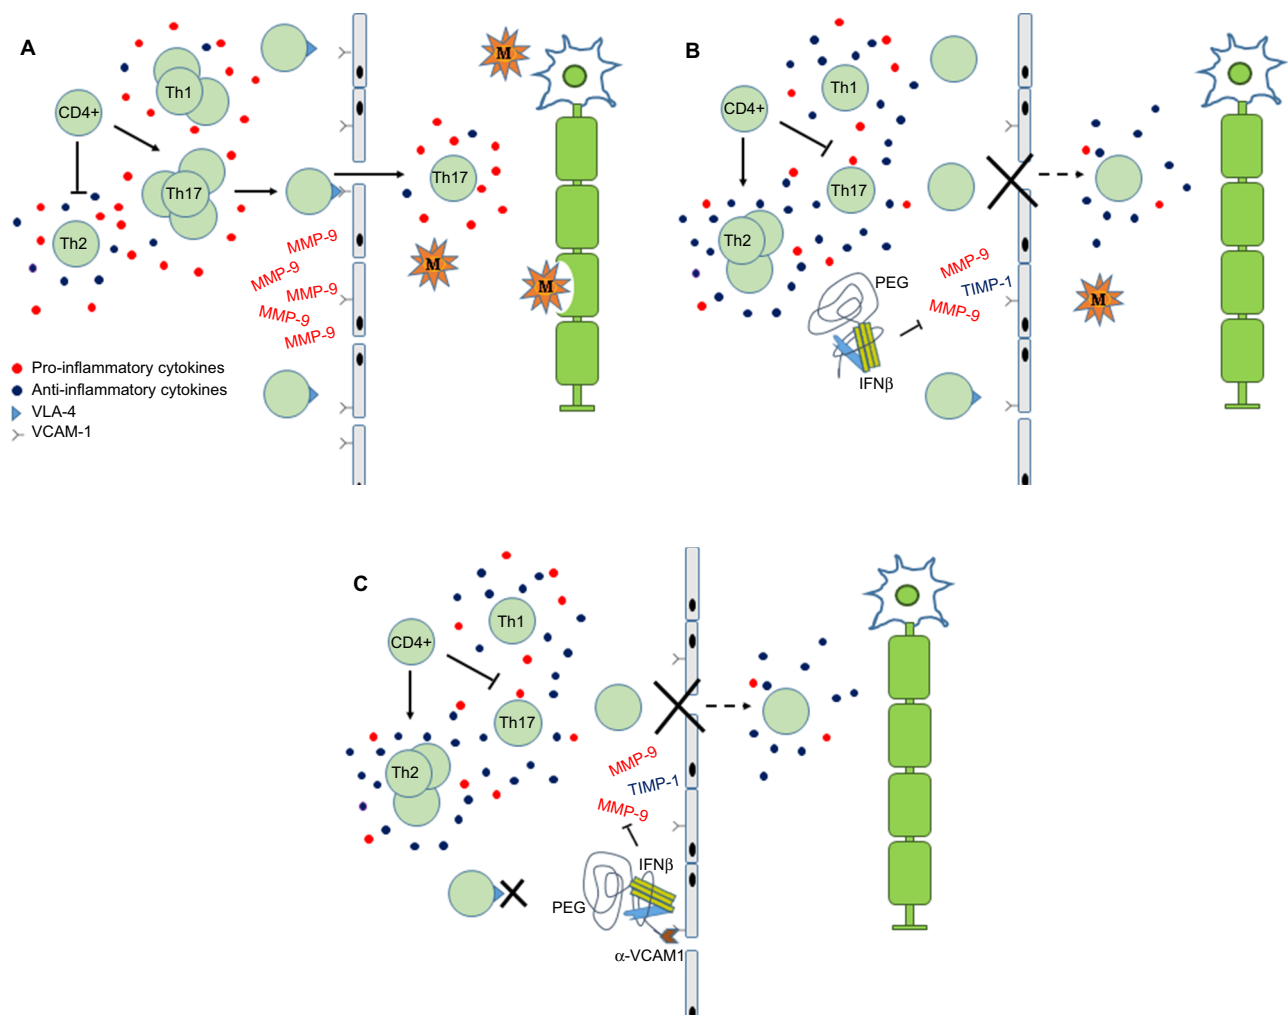 A
CD4+
Th1
Th17
Th2
Th17
M
M
M
MMP-9
MMP-9
MMP-9
MMP-9
MMP-9
Pro-inflammatory cytokines
Anti-inflammatory cytokines
VLA-4
VCAM-1
B
CD4+
Th1
Th17
Th2
PEG
IFNβ
MMP-9
TIMP-1
MMP-9
M
C
CD4+
Th1
Th17
Th2
MMP-9
TIMP-1
MMP-9
IFNβ
PEG
α-VCAM1